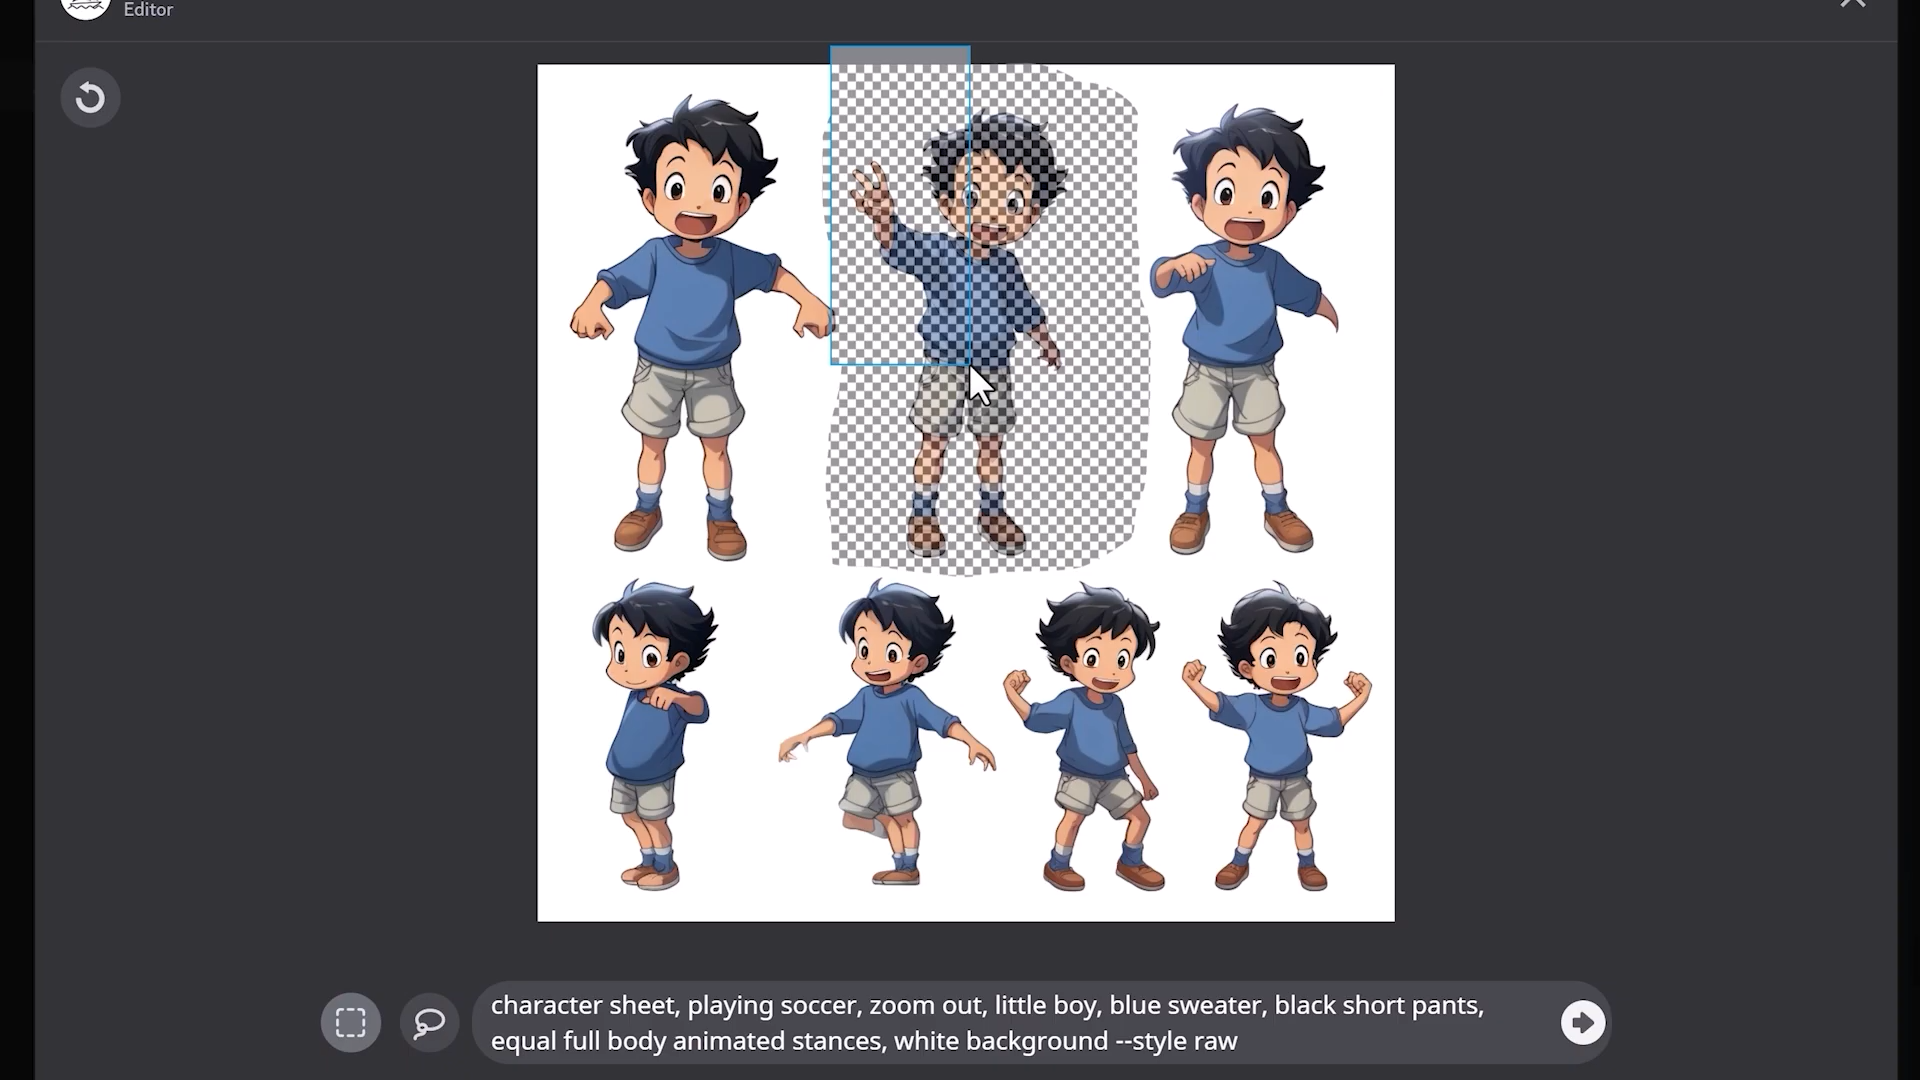 Editor
character sheet, playing soccer, zoom out, little boy, blue sweater, black short pants,
equal full body animated stances, white background --style raw